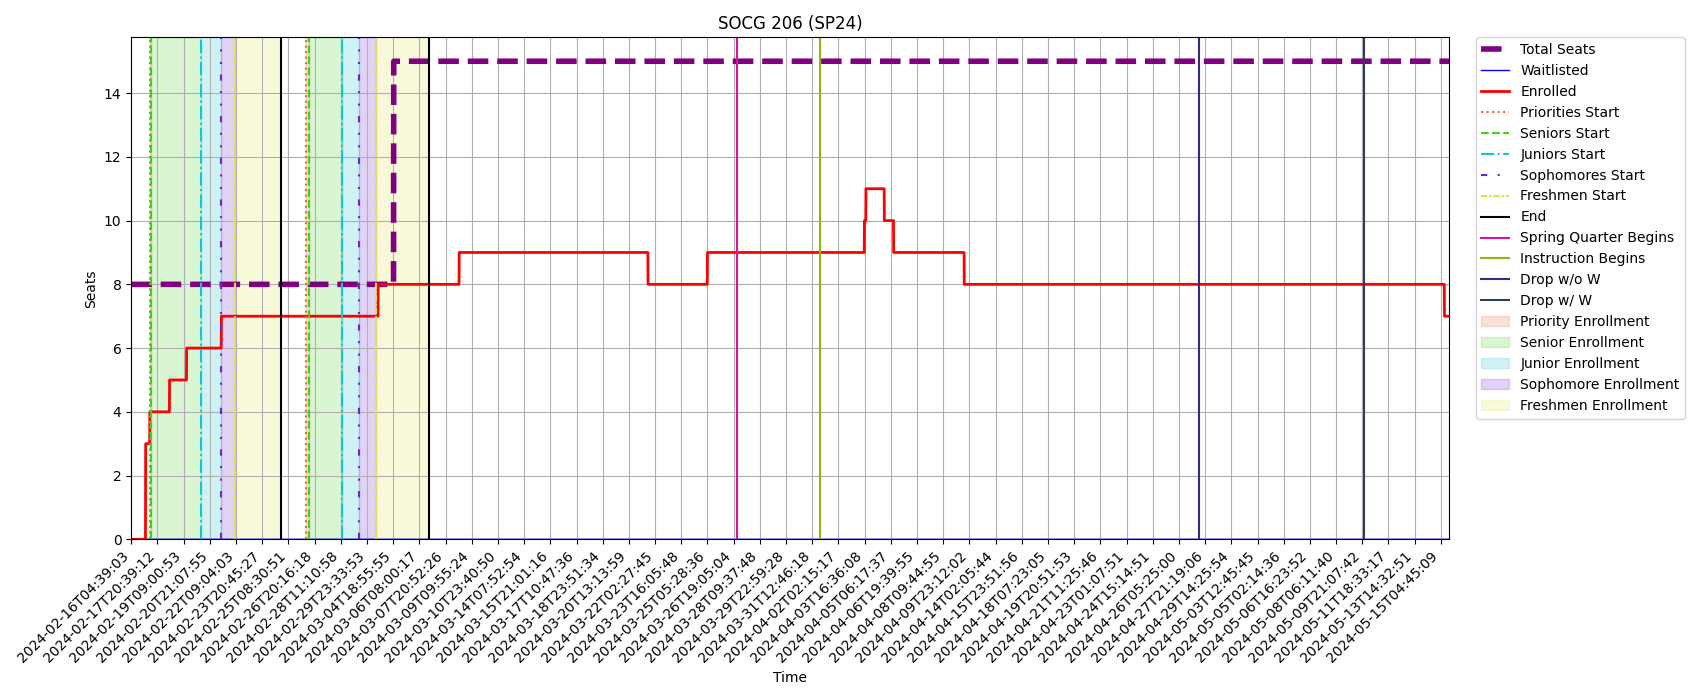 SOCG 206 (SP24)
Seats
14
12
10
8
6
4
2
0
2024-02-16T04:39:03
2024-02-17T20:39:12
2024-02-19T09:00:53
2024-02-20T21:07:55
2024-02-22T09:04:03
2024-02-23T20:45:27
2024-02-25T08:30:51
2024-02-26T20:16:18
2024-02-28T11:10:58
2024-02-29T23:33:53
2024-03-04T18:55:55
2024-03-06T08:00:17
2024-03-07T20:52:26
2024-03-09T09:55:24
2024-03-10T23:40:50
2024-03-14T07:52:54
2024-03-15T21:01:16
2024-03-17T10:47:36
2024-03-18T23:51:34
2024-03-20T13:13:59
2024-03-22T02:27:45
2024-03-23T16:05:48
2024-03-25T05:28:36
2024-03-26T19:05:04
2024-03-28T09:37:48
2024-03-29T22:59:28
2024-03-31T12:46:18
2024-04-02T02:15:17
2024-04-03T16:36:08
2024-04-05T06:17:37
2024-04-06T19:39:55
2024-04-08T09:44:55
2024-04-09T23:12:02
2024-04-14T02:05:44
2024-04-15T23:51:56
2024-04-18T07:23:05
2024-04-19T20:51:53
2024-04-21T11:25:46
2024-04-23T01:07:51
2024-04-24T15:14:51
2024-04-26T05:25:00
2024-04-27T21:19:06
2024-04-29T14:25:54
2024-05-03T12:45:45
2024-05-05T02:14:36
2024-05-06T16:23:52
2024-05-08T06:11:40
2024-05-09T21:07:42
2024-05-11T18:33:17
2024-05-13T14:32:51
2024-05-15T04:45:09
Time
Total Seats
Waitlisted
Enrolled
Priorities Start
Seniors Start
Juniors Start
Sophomores Start
Freshmen Start
End
Spring Quarter Begins
Instruction Begins
Drop w/o W
Drop w/ W
Priority Enrollment
Senior Enrollment
Junior Enrollment
Sophomore Enrollment
Freshmen Enrollment